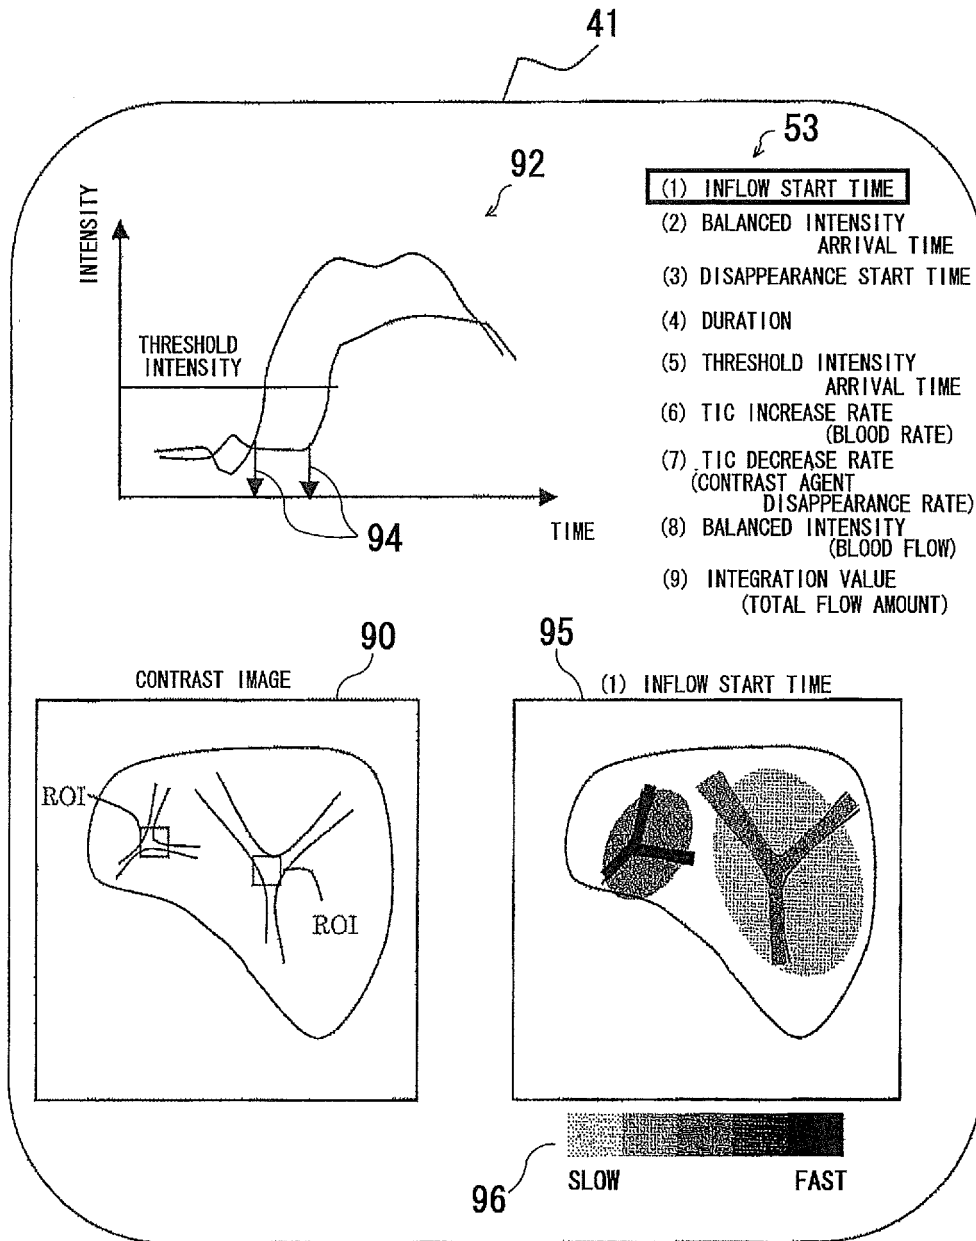 41
53
92
INTENSITY
THRESHOLD
INTENSITY
94
TIME
(1) INFLOW START TIME
(2) BALANCED INTENSITY
ARRIVAL TIME
(3) DISAPPEARANCE START TIME
(4) DURATION
(5) THRESHOLD INTENSITY
ARRIVAL TIME
(6) TIC INCREASE RATE
(BLOOD RATE)
(7) TIC DECREASE RATE
(CONTRAST AGENT
DISAPPEARANCE RATE)
(8) BALANCED INTENSITY
(BLOOD FLOW)
(9) INTEGRATION VALUE
(TOTAL FLOW AMOUNT)
90
CONTRAST IMAGE
ROI
ROI
95
(1) INFLOW START TIME
96
SLOW FAST